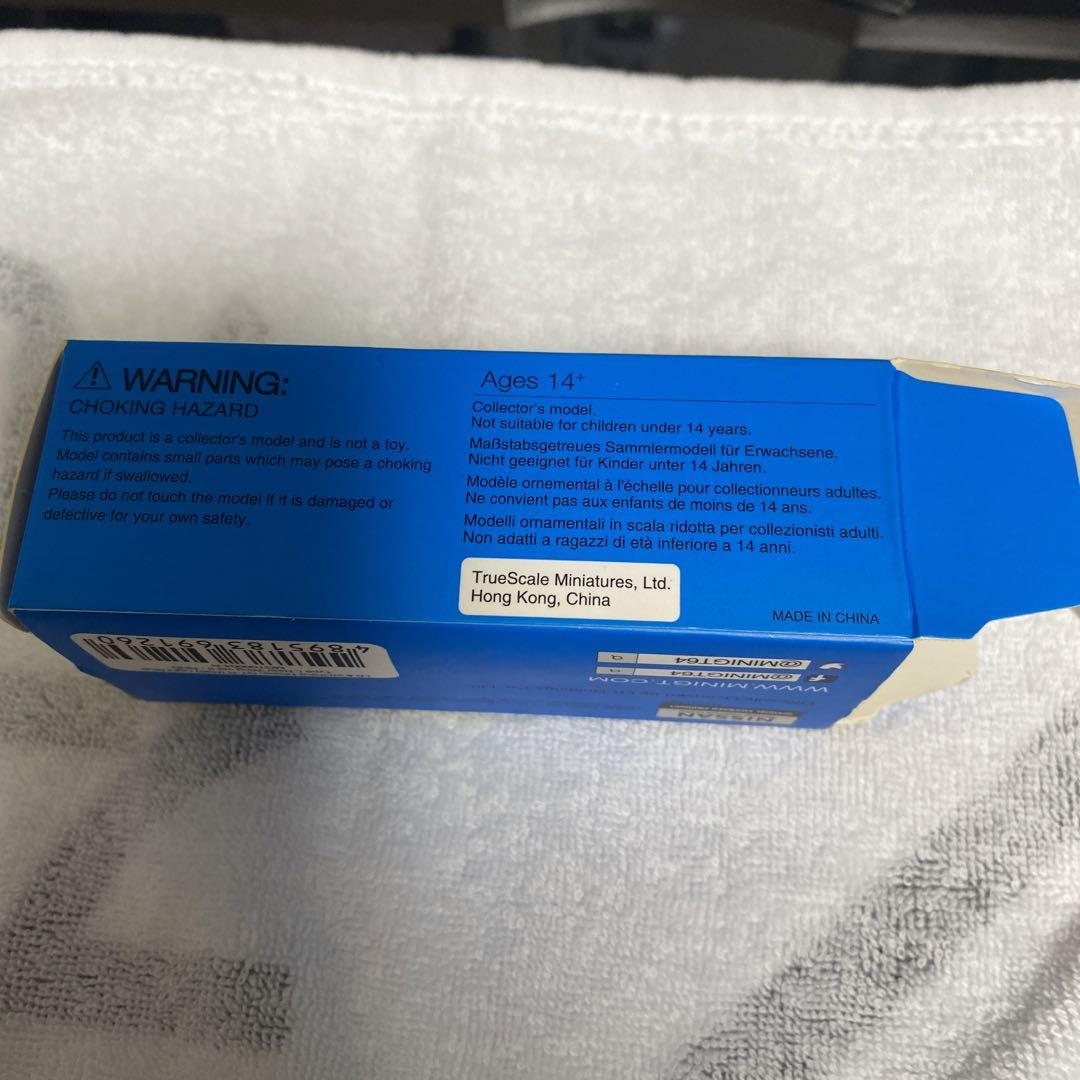 WARNING:
CHOKING HAZARD
This product is a collector's model and is not a toy.
Model contains small parts which may pose a choking
hazard if swallowed.
Please do not touch the model if it is damaged or
defective for your own safety.
Ages 14+
Collector's model.
Not suitable for children under 14 years.
Maßstabsgetreues Sammlermodell für Erwachsene.
Nicht geeignet für Kinder unter 14 Jahren.
Modèle ornemental à l'échelle pour collectionneurs adultes.
Ne convient pas aux enfants de moins de 14 ans.
Modelli ornamentali in scala ridotta per collezionisti adulti.
Non adatti a ragazzi di età inferiore a 14 anni.
TrueScale Miniatures, Ltd.
Hong Kong, China
MADE IN CHINA
NISSAN
WWW.MINIGT.COM
@MINIGT64
@MINIGT64
4895183691260